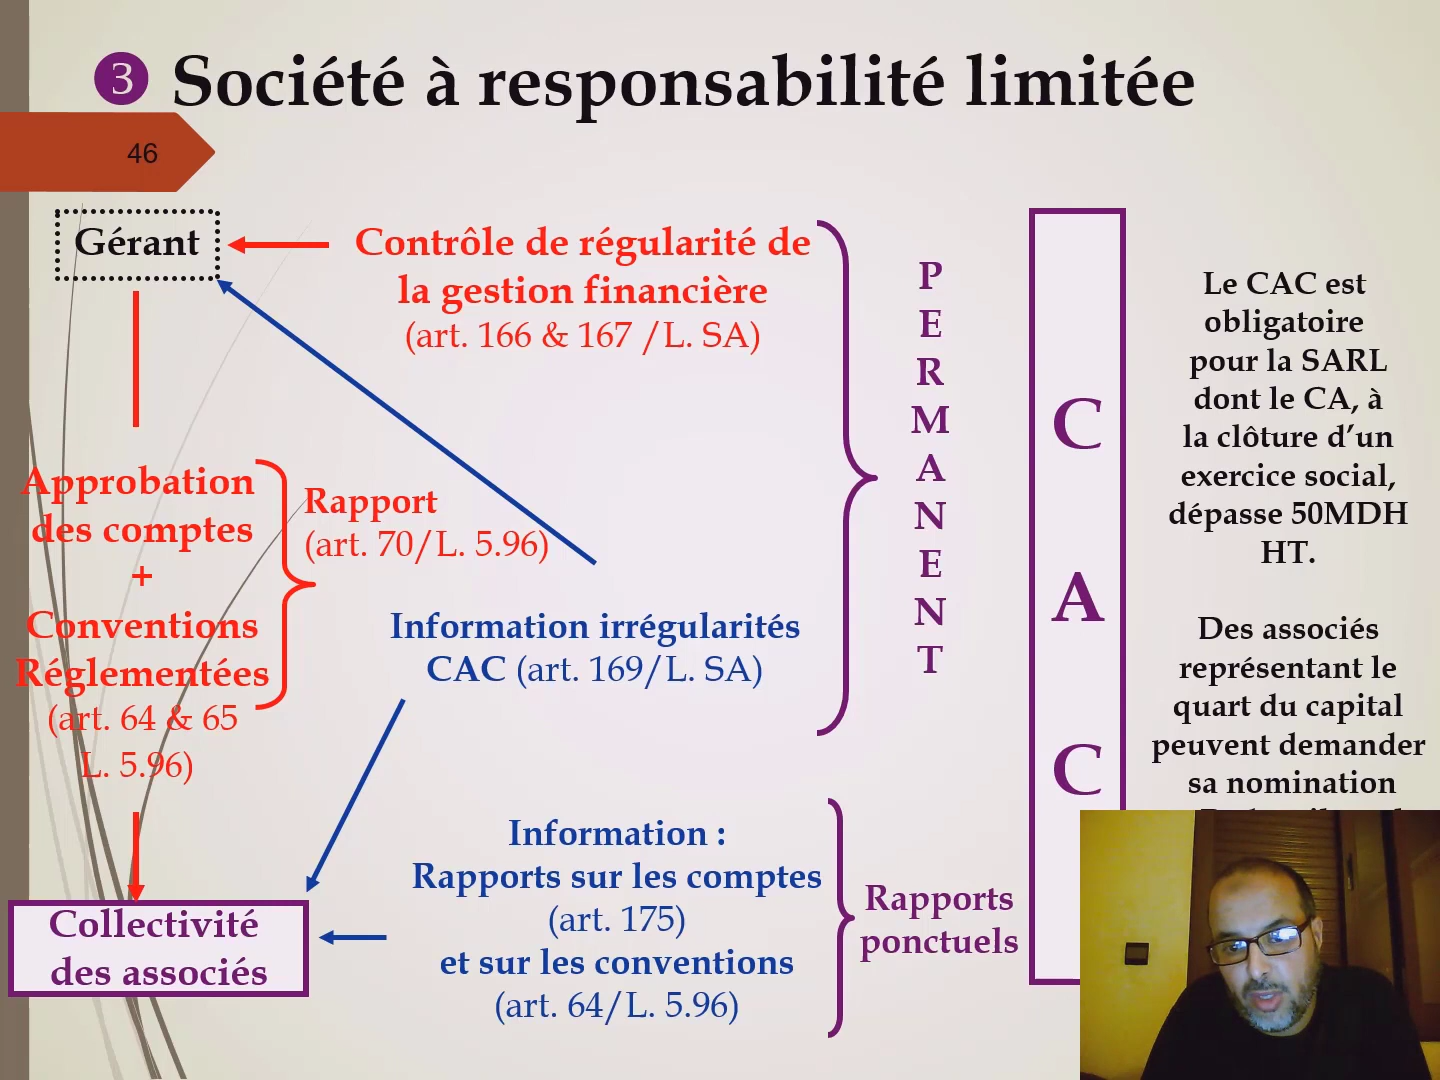 ❸ Société à responsabilité limitée
46
Gérant
Contrôle de régularité de
la gestion financière
(art. 166 & 167 /L. SA)
Approbation
des comptes
+
Conventions
Réglementées
(art. 64 & 65
L. 5.96)
Rapport
(art. 70/L. 5.96)
Information irrégularités
CAC (art. 169/L. SA)
Collectivité
des associés
Information :
Rapports sur les comptes
(art. 175)
et sur les conventions
(art. 64/L. 5.96)
P
E
R
M
A
N
E
N
T
Rapports
ponctuels
C
A
C
Le CAC est
obligatoire
pour la SARL
dont le CA, à
la clôture d’un
exercice social,
dépasse 50MDH
HT.
Des associés
représentant le
quart du capital
peuvent demander
sa nomination